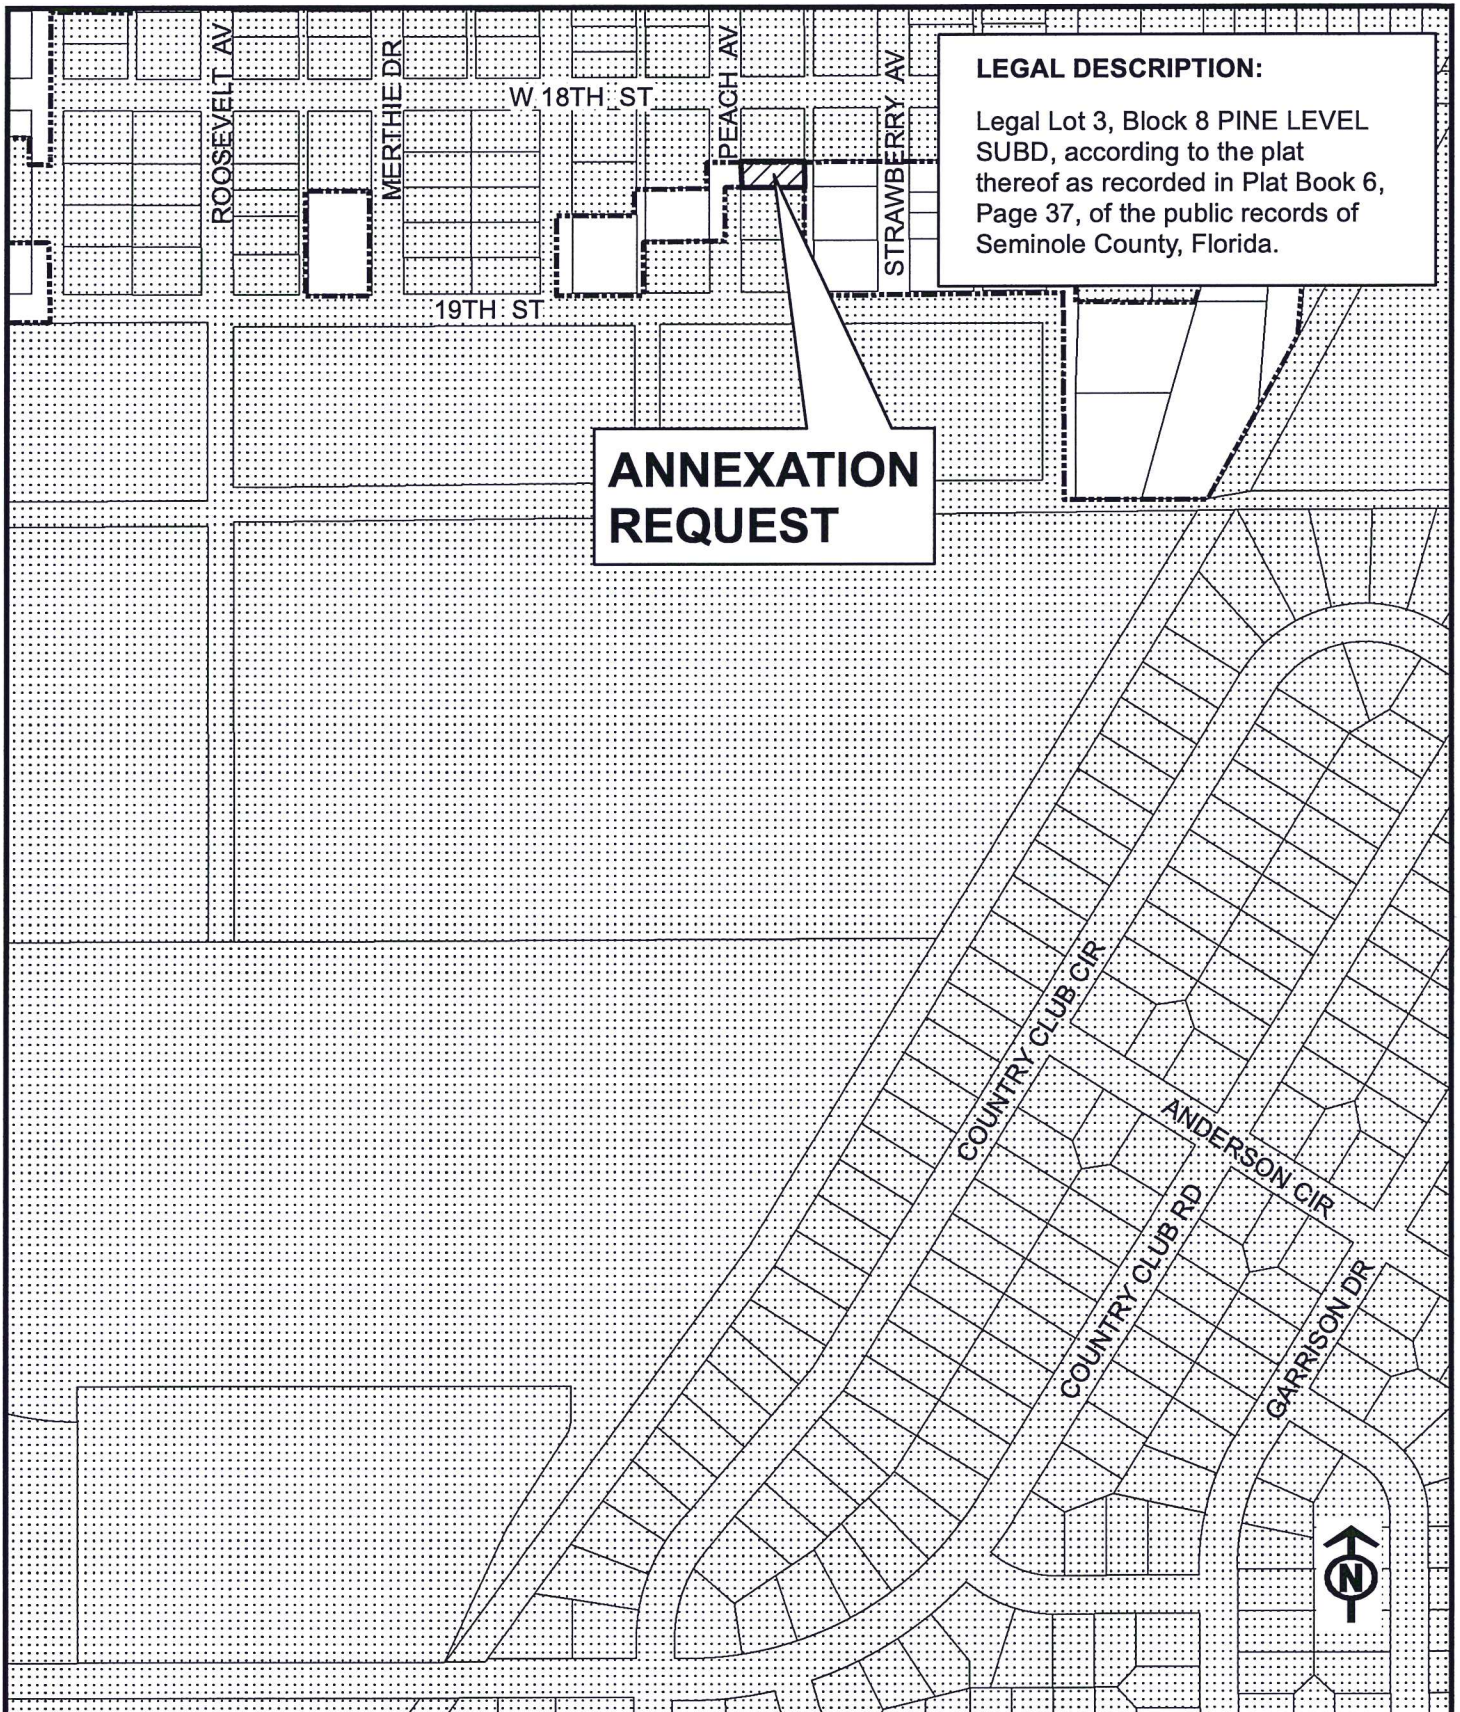 ROOSEVELT AV
MERTHIE DR
W 18TH ST
PEACH AV
STRAWBERRY AV
LEGAL DESCRIPTION:
Legal Lot 3, Block 8 PINE LEVEL
SUBD, according to the plat
thereof as recorded in Plat Book 6,
Page 37, of the public records of
Seminole County, Florida.
19TH ST
ANNEXATION
REQUEST
COUNTRY CLUB CIR
ANDERSON CIR
COUNTRY CLUB RD
GARRISON DR
N